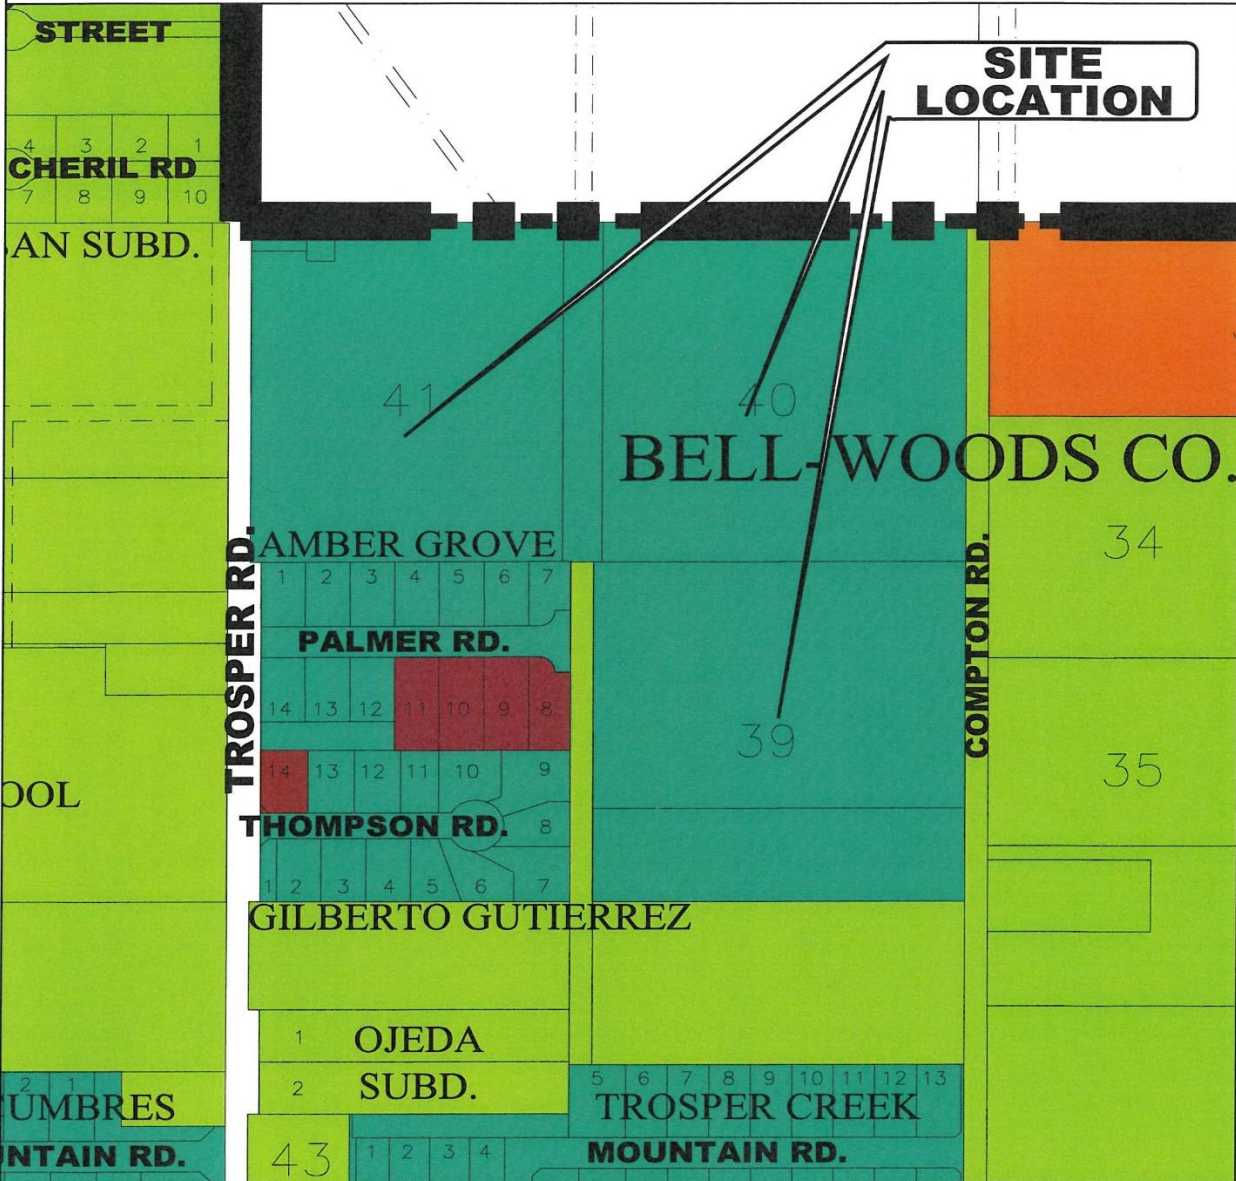 STREET
SITE
LOCATION
4 3 2 1
CHERIL RD
7 8 9 10
AN SUBD.
41
40
BELL-WOODS CO.
34
AMBER GROVE
TROSPER RD.
COMPTON RD.
1 2 3 4 5 6 7
PALMER RD.
14 13 12 11 10 9 8
39
35
14 13 12 11 10 9
OOL
THOMPSON RD.
8
1 2 3 4 5 6 7
GILBERTO GUTIERREZ
1 OJEDA
2 SUBD.
2 1
5 6 7 8 9 10 11 12 13
CUMBRES
TROSPER CREEK
NTAIN RD.
43
1 2 3 4
MOUNTAIN RD.